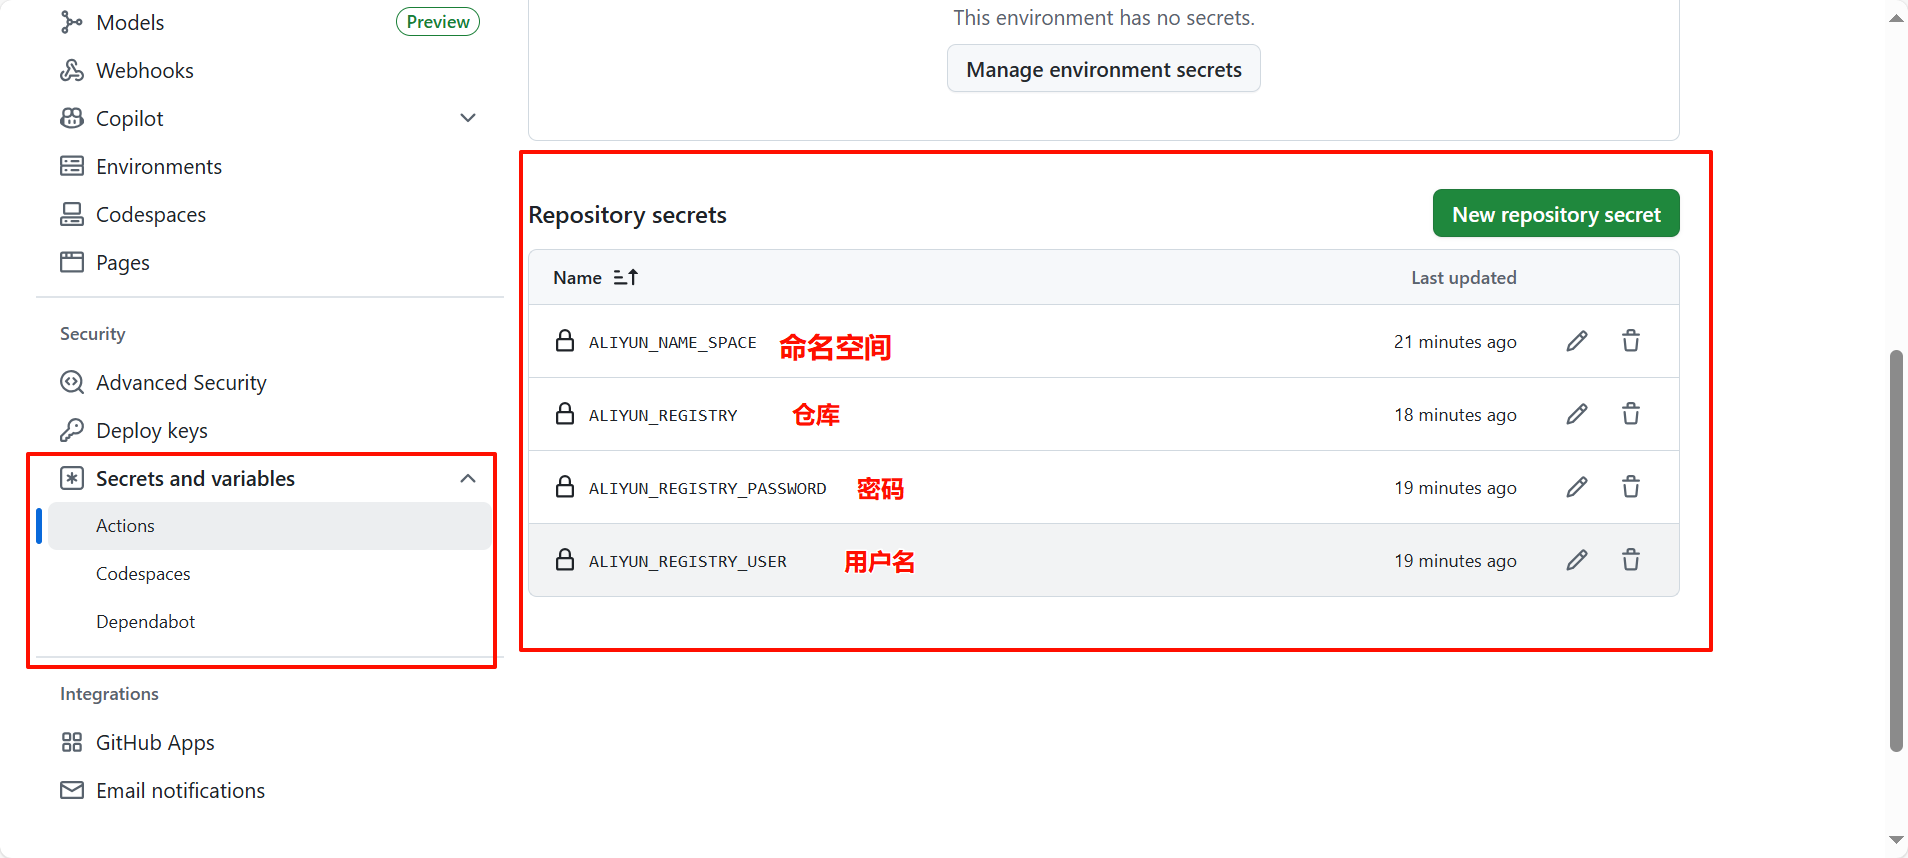 Models
Preview
Webhooks
Copilot
Environments
Codespaces
Pages
Security
Advanced Security
Deploy keys
Secrets and variables
Actions
Codespaces
Dependabot
Integrations
GitHub Apps
Email notifications
This environment has no secrets.
Manage environment secrets
Repository secrets
New repository secret
Name
Last updated
ALIYUN_NAME_SPACE 命名空间 21 minutes ago
ALIYUN_REGISTRY 仓库 18 minutes ago
ALIYUN_REGISTRY_PASSWORD 密码 19 minutes ago
ALIYUN_REGISTRY_USER 用户名 19 minutes ago